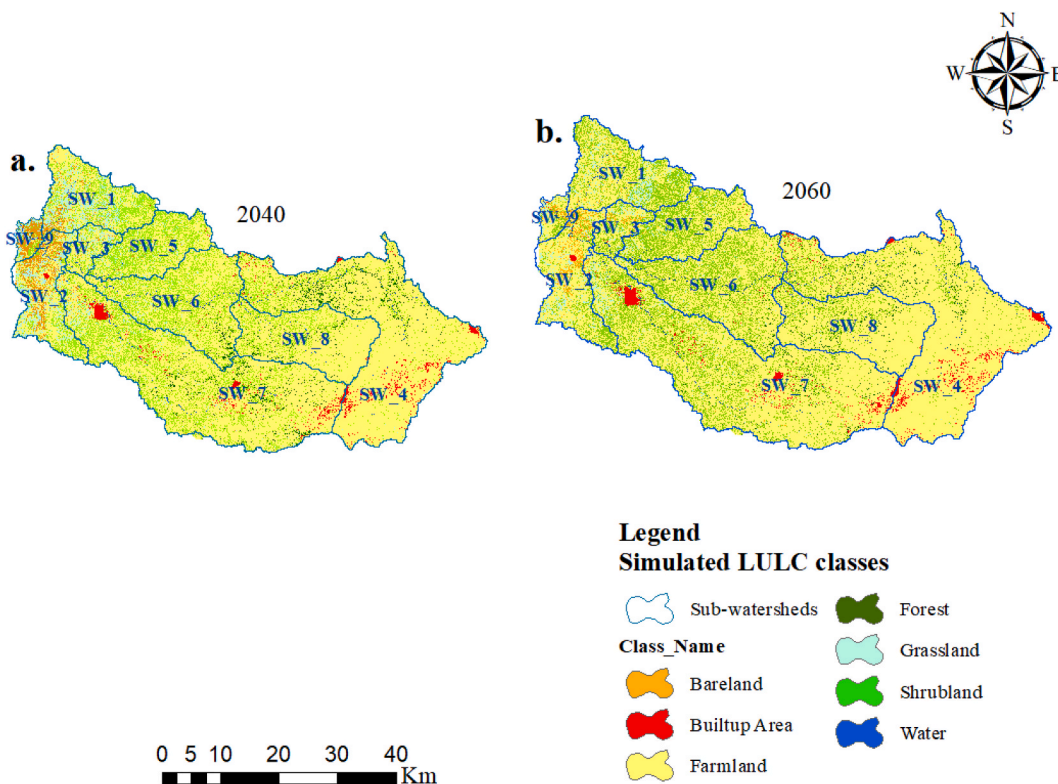 N
W E
S
a.
2040
SW_1
SW_9
SW_3
SW_5
SW_2
SW_6
SW_8
SW_7
SW_4
b.
2060
SW_1
SW_9
SW_3
SW_5
SW_2
SW_6
SW_8
SW_7
SW_4
Legend
Simulated LULC classes
Sub-watersheds
Class_Name
Bareland
Builtup Area
Farmland
Forest
Grassland
Shrubland
Water
0 5 10 20 30 40
Km